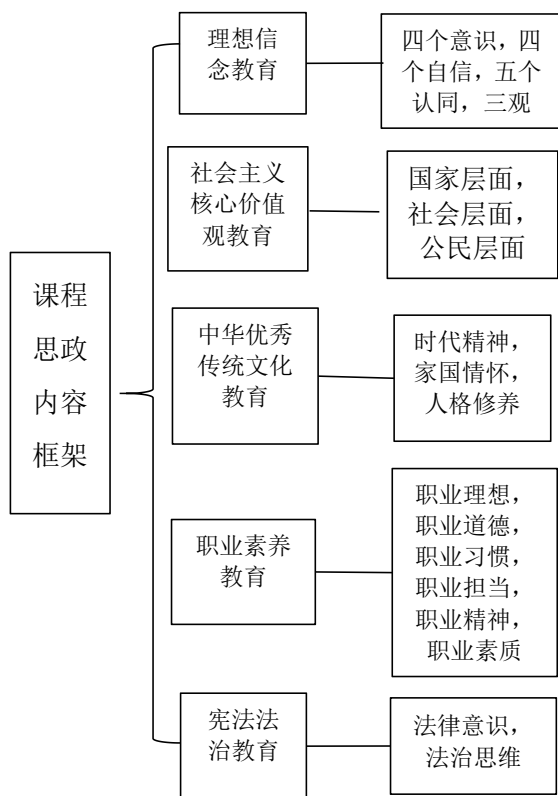 课程
思政
内容
框架
理想信
念教育
四个意识，四
个自信，五个
认同，三观
社会主义
核心价值
观教育
国家层面，
社会层面，
公民层面
中华优秀
传统文化
教育
时代精神，
家国情怀，
人格修养
职业素养
教育
职业理想，
职业道德，
职业习惯，
职业担当，
职业精神，
职业素质
宪法法
治教育
法律意识，
法治思维